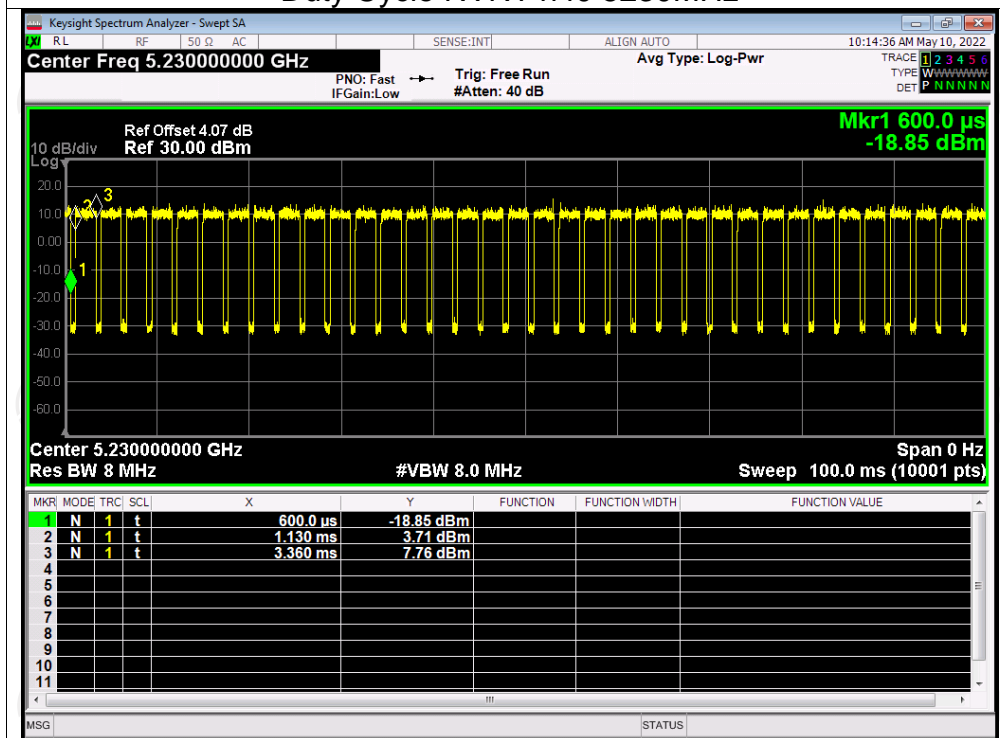 Keysight Spectrum Analyzer - Swept SA
LXI RL RF 50 Ω AC SENSE:INT ALIGN AUTO 10:14:36 AM May 10, 2022
Center Freq 5.230000000 GHz Avg Type: Log-Pwr TRACE 1 2 3 4 5 6
PNO: Fast Trig: Free Run TYPE WWWWWW
IFGain:Low #Atten: 40 dB DET P N N N N N
Mkr1 600.0 µs
Ref Offset 4.07 dB
10 dB/div Ref 30.00 dBm -18.85 dBm
Log
20.0
10.0
0.00
-10.0
-20.0
-30.0
-40.0
-50.0
-60.0
2 3
1
Center 5.230000000 GHz Span 0 Hz
Res BW 8 MHz #VBW 8.0 MHz Sweep 100.0 ms (10001 pts)
MKR MODE TRC SCL X Y FUNCTION FUNCTION WIDTH FUNCTION VALUE
1 N 1 t 600.0 µs -18.85 dBm
2 N 1 t 1.130 ms 3.71 dBm
3 N 1 t 3.360 ms 7.76 dBm
4
5
6
7
8
9
10
11
MSG STATUS